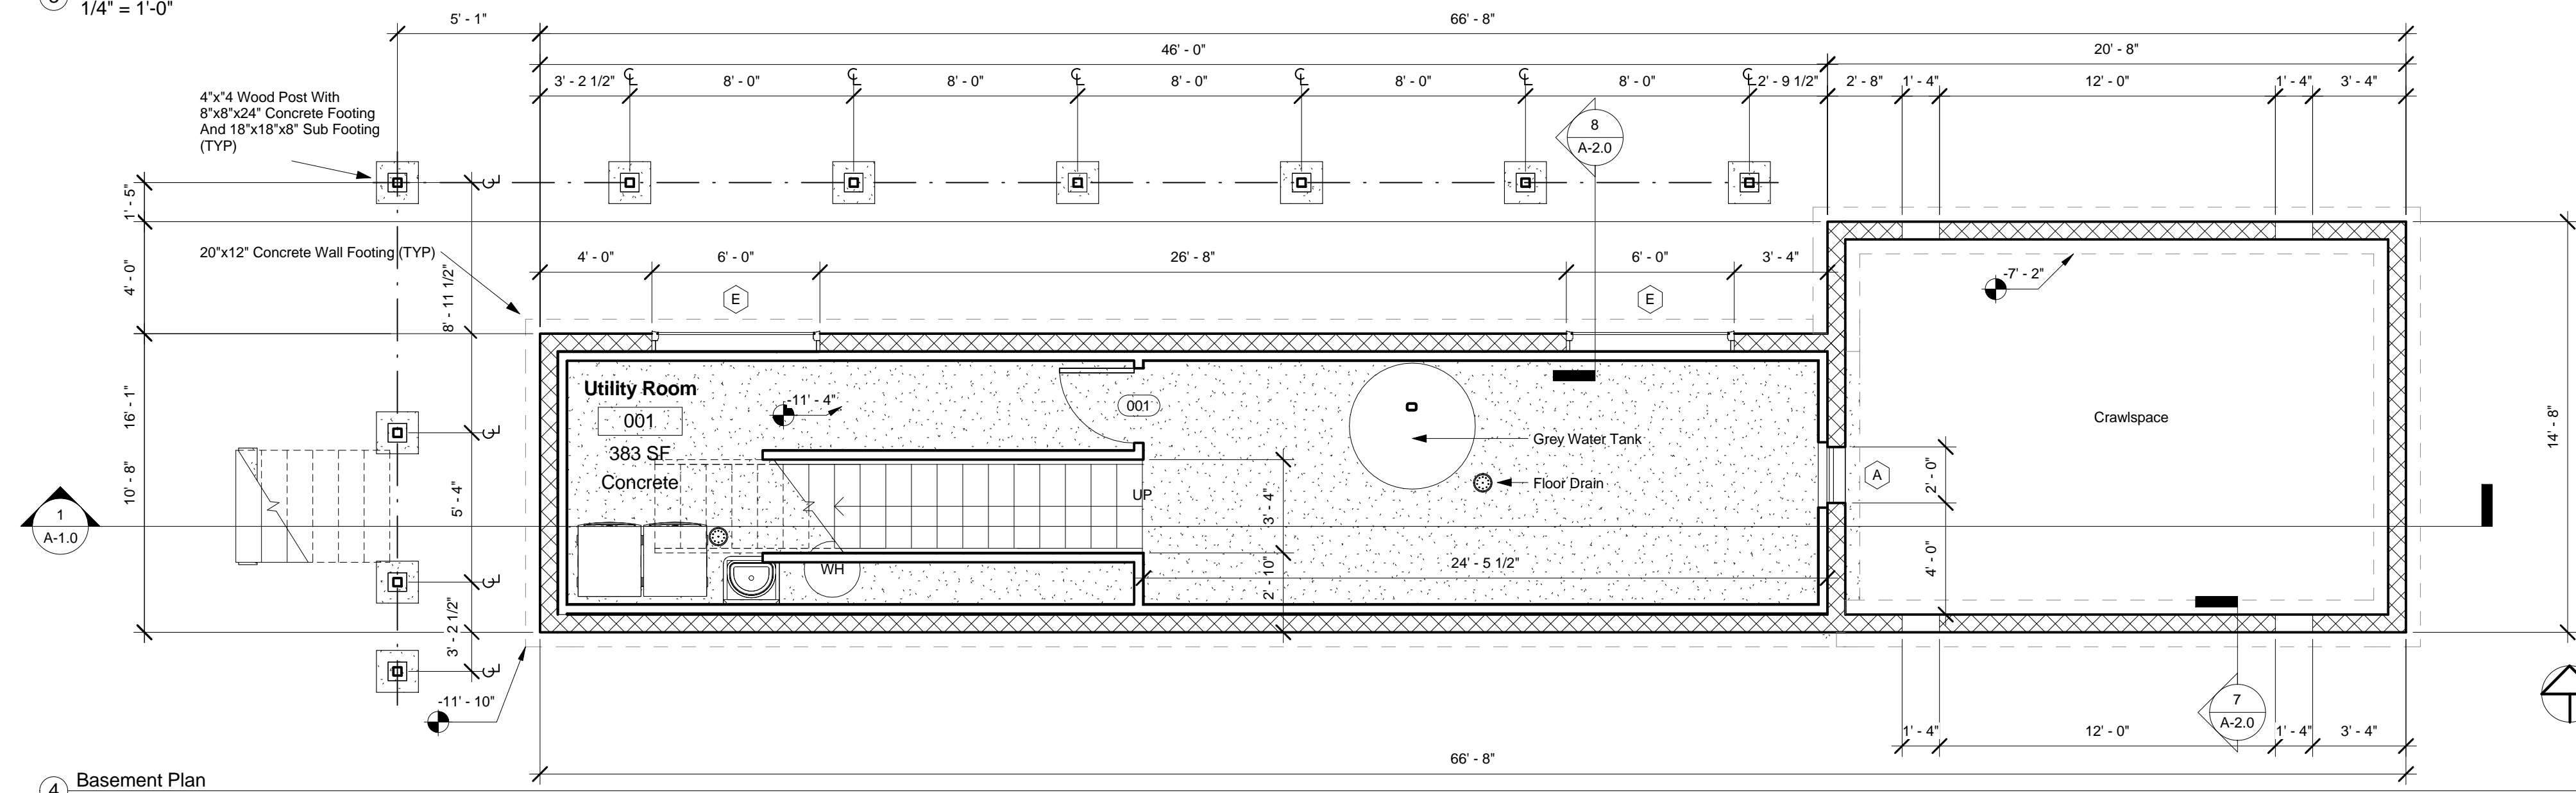 1/4" = 1'-0"
5' - 1"
66' - 8"
46' - 0"
20' - 8"
3' - 2 1/2"
8' - 0"
8' - 0"
8' - 0"
8' - 0"
8' - 0"
2' - 9 1/2"
2' - 8"
1' - 4"
12' - 0"
1' - 4"
3' - 4"
4"x"4 Wood Post With
8"x8"x24" Concrete Footing
And 18"x18"x8" Sub Footing
(TYP)
8
A-2.0
1' - 5"
20"x12" Concrete Wall Footing (TYP)
4' - 0"
8' - 11 1/2"
4' - 0"
6' - 0"
26' - 8"
6' - 0"
3' - 4"
E
E
-7' - 2"
Utility Room
001
383 SF
Concrete
-11' - 4"
001
16' - 1"
10' - 8"
5' - 4"
3' - 2 1/2"
Grey Water Tank
Floor Drain
UP
3' - 4"
2' - 10"
24' - 5 1/2"
WH
A
2' - 0"
4' - 0"
Crawlspace
14' - 8"
1
A-1.0
-11' - 10"
7
A-2.0
1' - 4"
12' - 0"
1' - 4"
3' - 4"
66' - 8"
4
Basement Plan